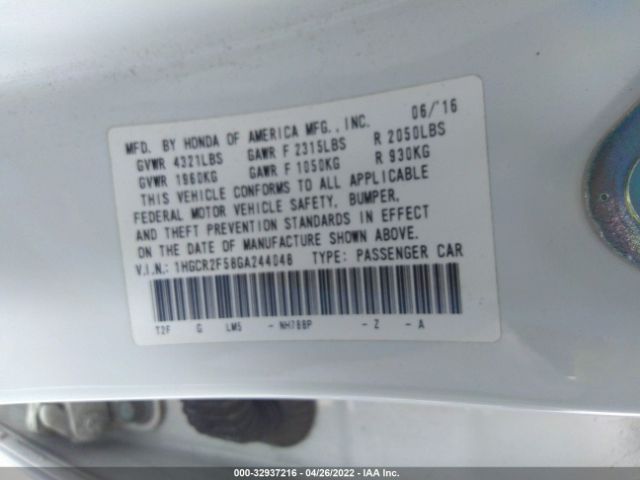 MFD. BY HONDA OF AMERICA MFG., INC. 06/'16
GVWR 4321LBS GAWR F 2315LBS R 2050LBS
GVWR 1960KG GAWR F 1050KG R 930KG
THIS VEHICLE CONFORMS TO ALL APPLICABLE
FEDERAL MOTOR VEHICLE SAFETY, BUMPER,
AND THEFT PREVENTION STANDARDS IN EFFECT
ON THE DATE OF MANUFACTURE SHOWN ABOVE.
V.I.N.: 1HGCR2F58GA244046 TYPE: PASSENGER CAR
T2F G LM5 - NH788P - Z - A
000-32937216 - 04/26/2022 - IAA Inc.